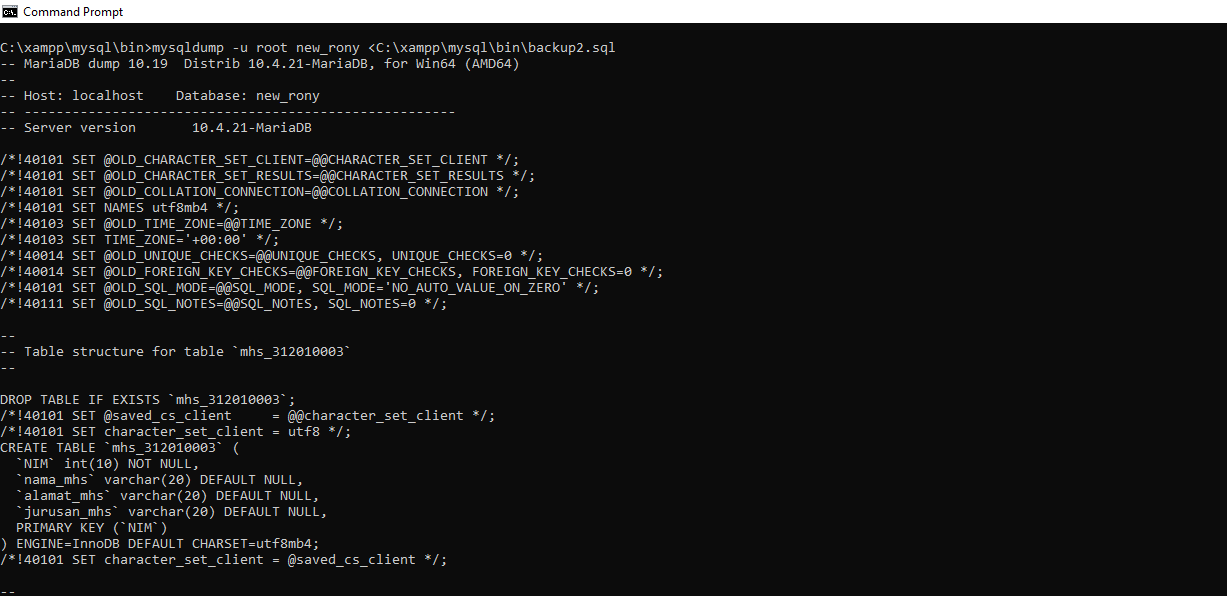 Command Prompt
C:\xampp\mysql\bin>mysqldump -u root new_rony <C:\xampp\mysql\bin\backup2.sql
-- MariaDB dump 10.19  Distrib 10.4.21-MariaDB, for Win64 (AMD64)
--
-- Host: localhost    Database: new_rony
-- ------------------------------------------------------
-- Server version       10.4.21-MariaDB
/*!40101 SET @OLD_CHARACTER_SET_CLIENT=@@CHARACTER_SET_CLIENT */;
/*!40101 SET @OLD_CHARACTER_SET_RESULTS=@@CHARACTER_SET_RESULTS */;
/*!40101 SET @OLD_COLLATION_CONNECTION=@@COLLATION_CONNECTION */;
/*!40101 SET NAMES utf8mb4 */;
/*!40103 SET @OLD_TIME_ZONE=@@TIME_ZONE */;
/*!40103 SET TIME_ZONE='+00:00' */;
/*!40014 SET @OLD_UNIQUE_CHECKS=@@UNIQUE_CHECKS, UNIQUE_CHECKS=0 */;
/*!40014 SET @OLD_FOREIGN_KEY_CHECKS=@@FOREIGN_KEY_CHECKS, FOREIGN_KEY_CHECKS=0 */;
/*!40101 SET @OLD_SQL_MODE=@@SQL_MODE, SQL_MODE='NO_AUTO_VALUE_ON_ZERO' */;
/*!40111 SET @OLD_SQL_NOTES=@@SQL_NOTES, SQL_NOTES=0 */;
--
-- Table structure for table `mhs_312010003`
--
DROP TABLE IF EXISTS `mhs_312010003`;
/*!40101 SET @saved_cs_client     = @@character_set_client */;
/*!40101 SET character_set_client = utf8 */;
CREATE TABLE `mhs_312010003` (
  `NIM` int(10) NOT NULL,
  `nama_mhs` varchar(20) DEFAULT NULL,
  `alamat_mhs` varchar(20) DEFAULT NULL,
  `jurusan_mhs` varchar(20) DEFAULT NULL,
  PRIMARY KEY (`NIM`)
) ENGINE=InnoDB DEFAULT CHARSET=utf8mb4;
/*!40101 SET character_set_client = @saved_cs_client */;
--